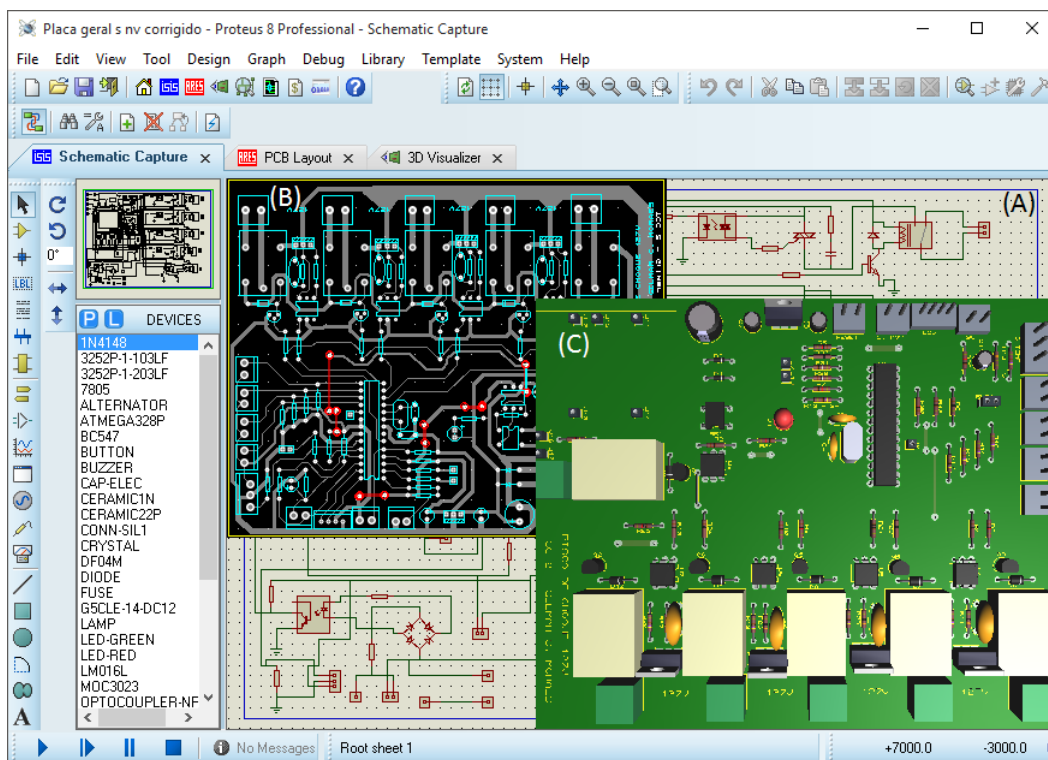 Placa geral s nv corrigido - Proteus 8 Professional - Schematic Capture
File Edit View Tool Design Graph Debug Library Template System Help
ISIS ARES $
LBL
A
Schematic Capture PCB Layout 3D Visualizer
0°
P L DEVICES
1N4148
3252P-1-103LF
3252P-1-203LF
7805
ALTERNATOR
ATMEGA328P
BC547
BUTTON
BUZZER
CAP-ELEC
CERAMIC1N
CERAMIC22P
CONN-SIL1
CRYSTAL
DF04M
DIODE
FUSE
G5CLE-14-DC12
LAMP
LED-GREEN
LED-RED
LM016L
MOC3023
OPTOCOUPLER-NF
(B)
(A)
(C)
No Messages Root sheet 1 +7000.0 -3000.0